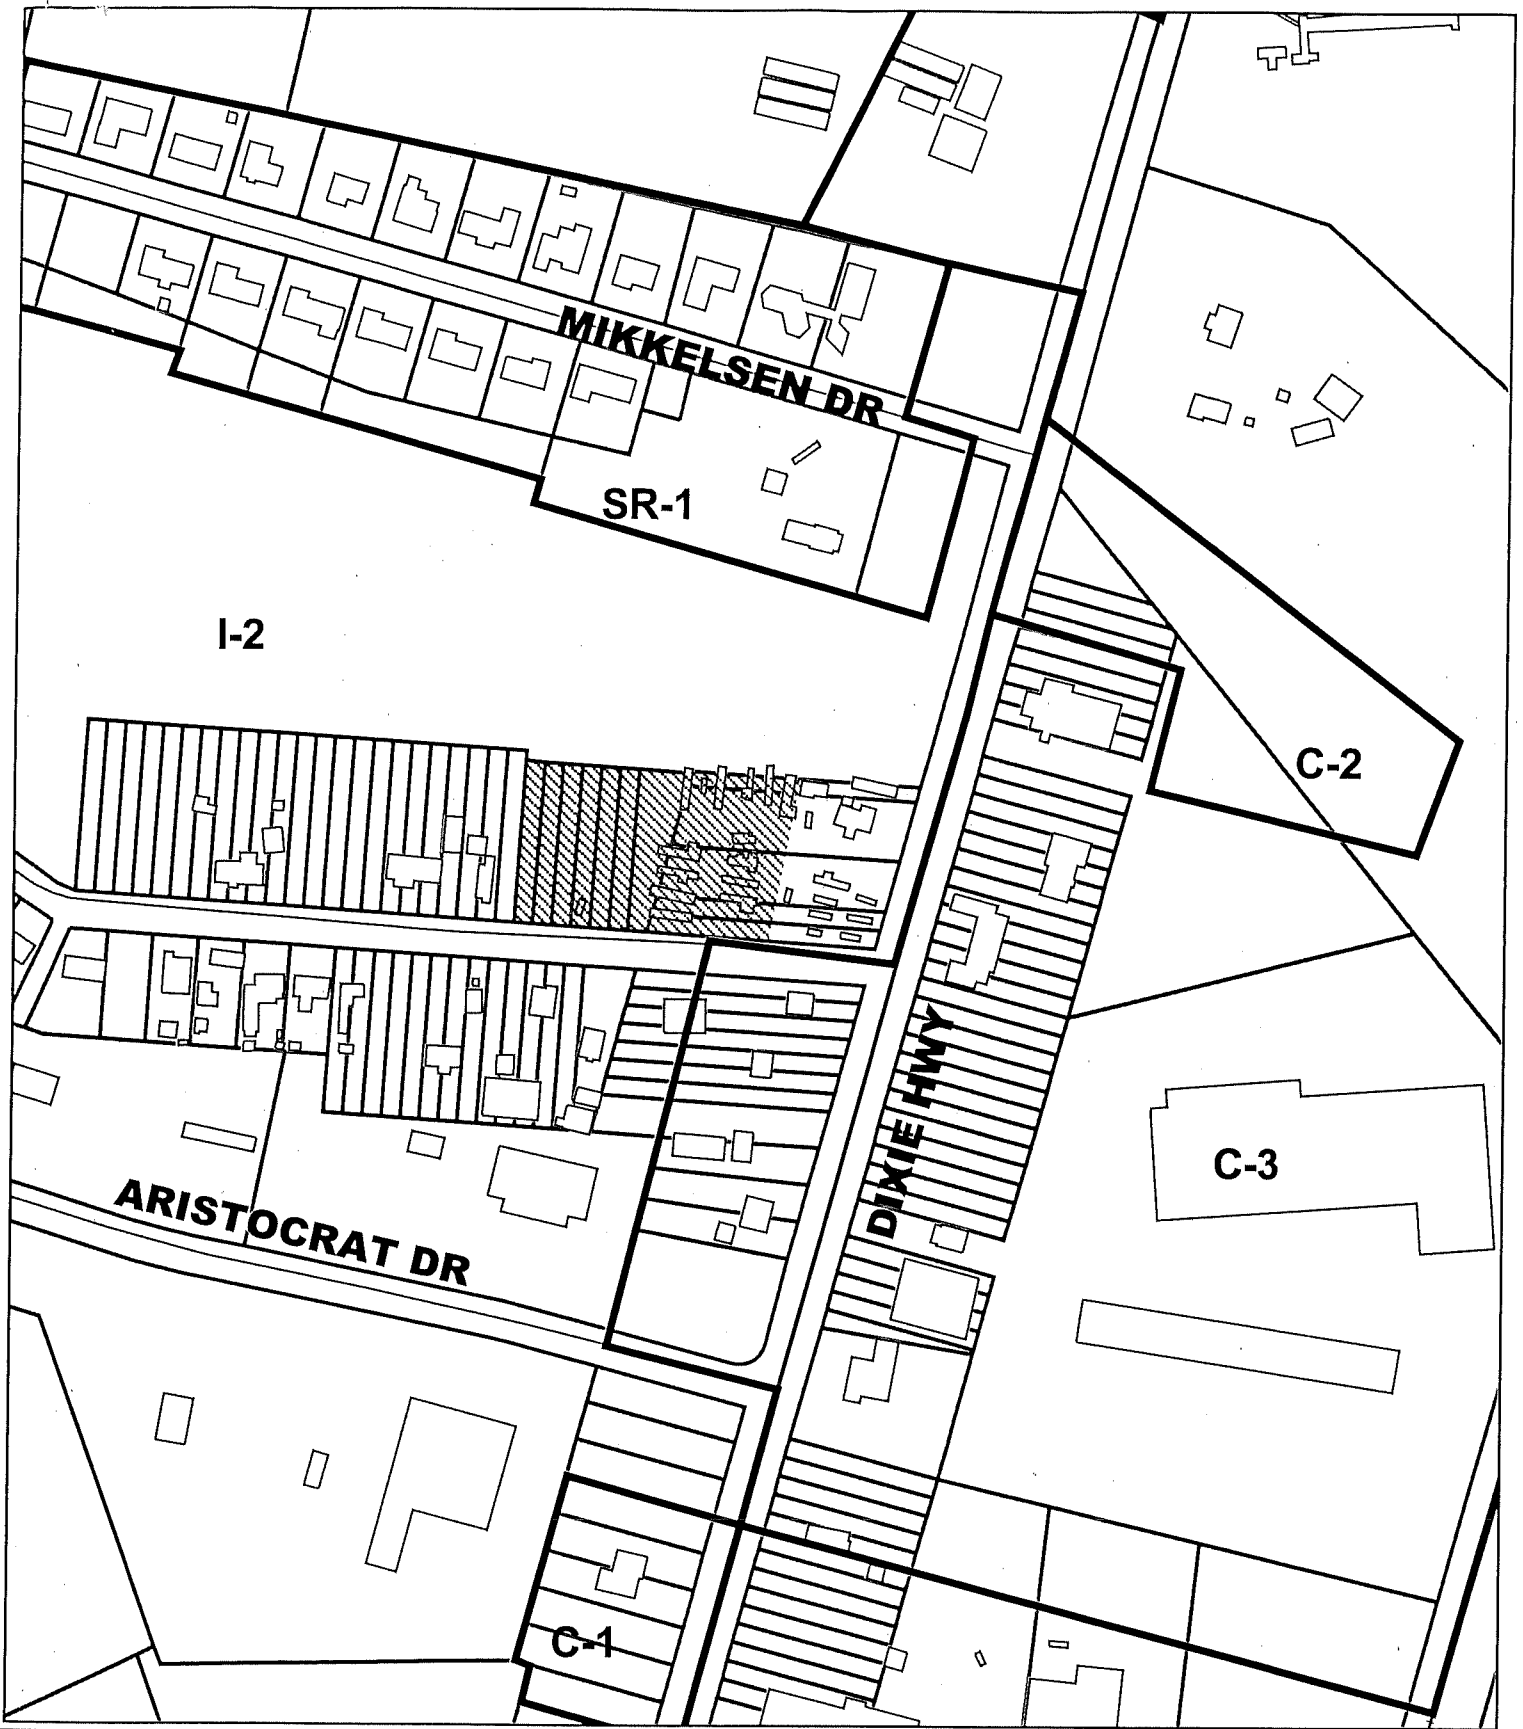 MIKKELSEN DR
SR-1
I-2
C-2
DIXIE HWY
C-3
ARISTOCRAT DR
C-1